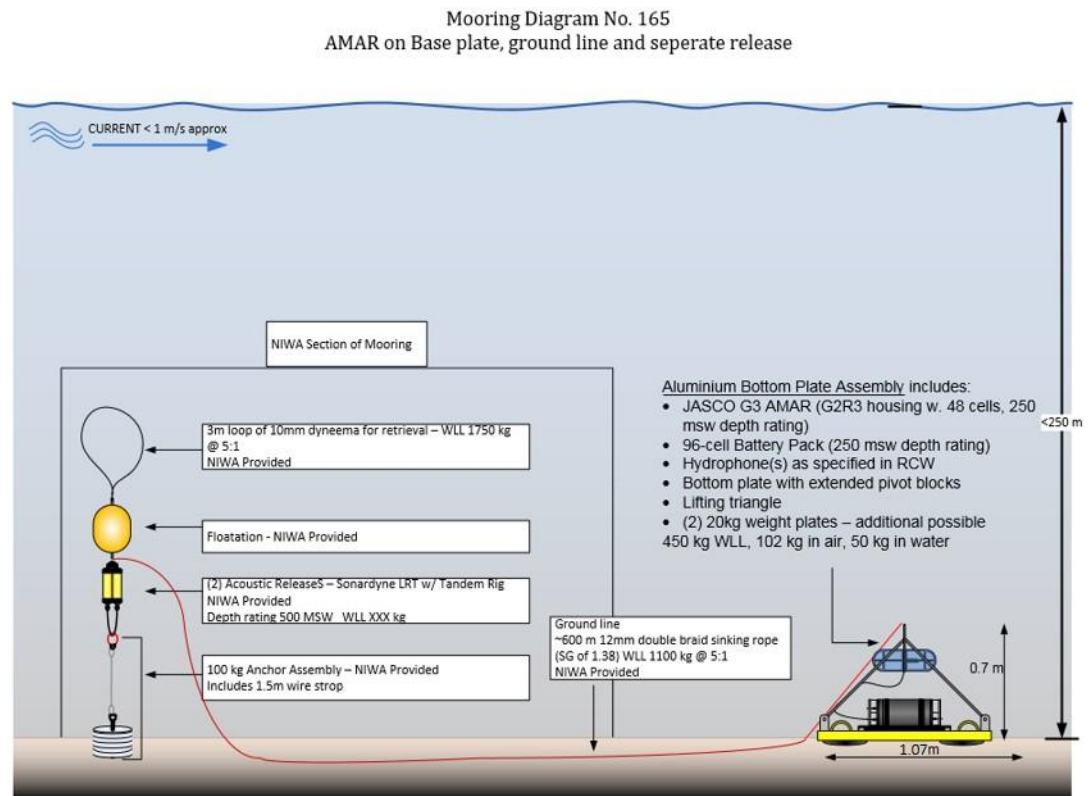 Mooring Diagram No. 165
AMAR on Base plate, ground line and seperate release
CURRENT < 1 m/s approx
NIWA Section of Mooring
3m loop of 10mm dyneema for retrieval – WLL 1750 kg
@ 5:1
NIWA Provided
Floatation - NIWA Provided
(2) Acoustic ReleaseS – Sonardyne LRT w/ Tandem Rig
NIWA Provided
Depth rating 500 MSW   WLL XXX kg
100 kg Anchor Assembly – NIWA Provided
Includes 1.5m wire strop
Ground line
~600 m 12mm double braid sinking rope
(SG of 1.38) WLL 1100 kg @ 5:1
NIWA Provided
Aluminium Bottom Plate Assembly includes:
• JASCO G3 AMAR (G2R3 housing w. 48 cells, 250
msw depth rating)
• 96-cell Battery Pack (250 msw depth rating)
• Hydrophone(s) as specified in RCW
• Bottom plate with extended pivot blocks
• Lifting triangle
• (2) 20kg weight plates – additional possible
450 kg WLL, 102 kg in air, 50 kg in water
<250 m
0.7 m
1.07m